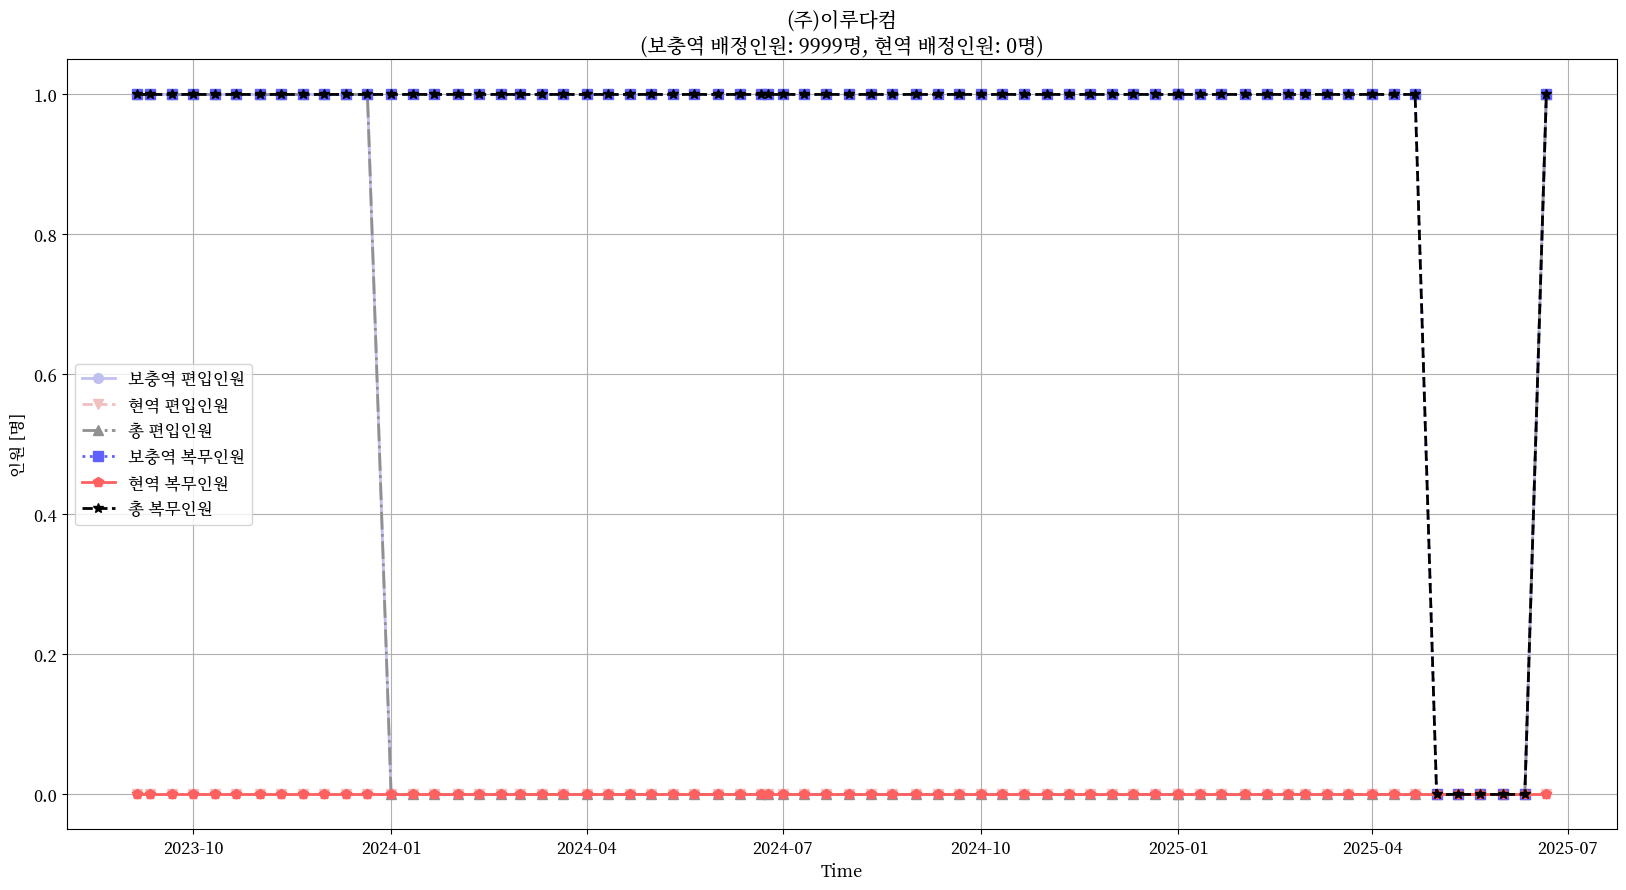 (주)이루다컴
(보충역 배정인원: 9999명, 현역 배정인원: 0명)
1.0
0.8
0.6
0.4
0.2
0.0
인원 [명]
보충역 편입인원
현역 편입인원
총 편입인원
보충역 복무인원
현역 복무인원
총 복무인원
2023-10
2024-01
2024-04
2024-07
2024-10
2025-01
2025-04
2025-07
Time